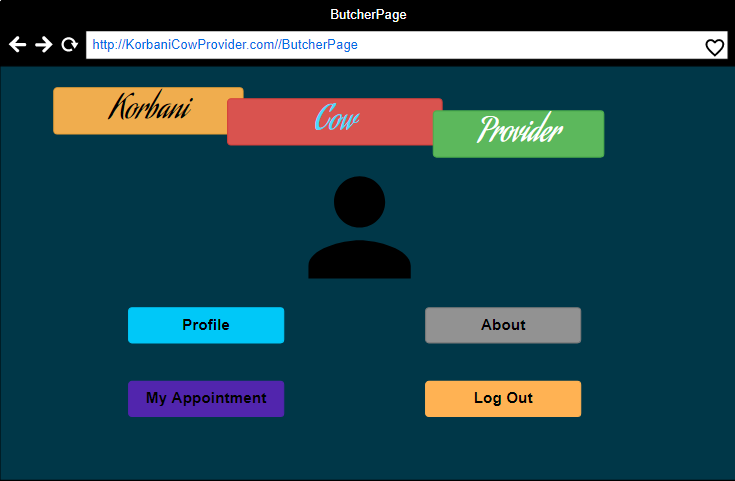 ButcherPage
http://KorbaniCowProvider.com//ButcherPage
Korbani
Cow
Provider
Profile
About
My Appointment
Log Out